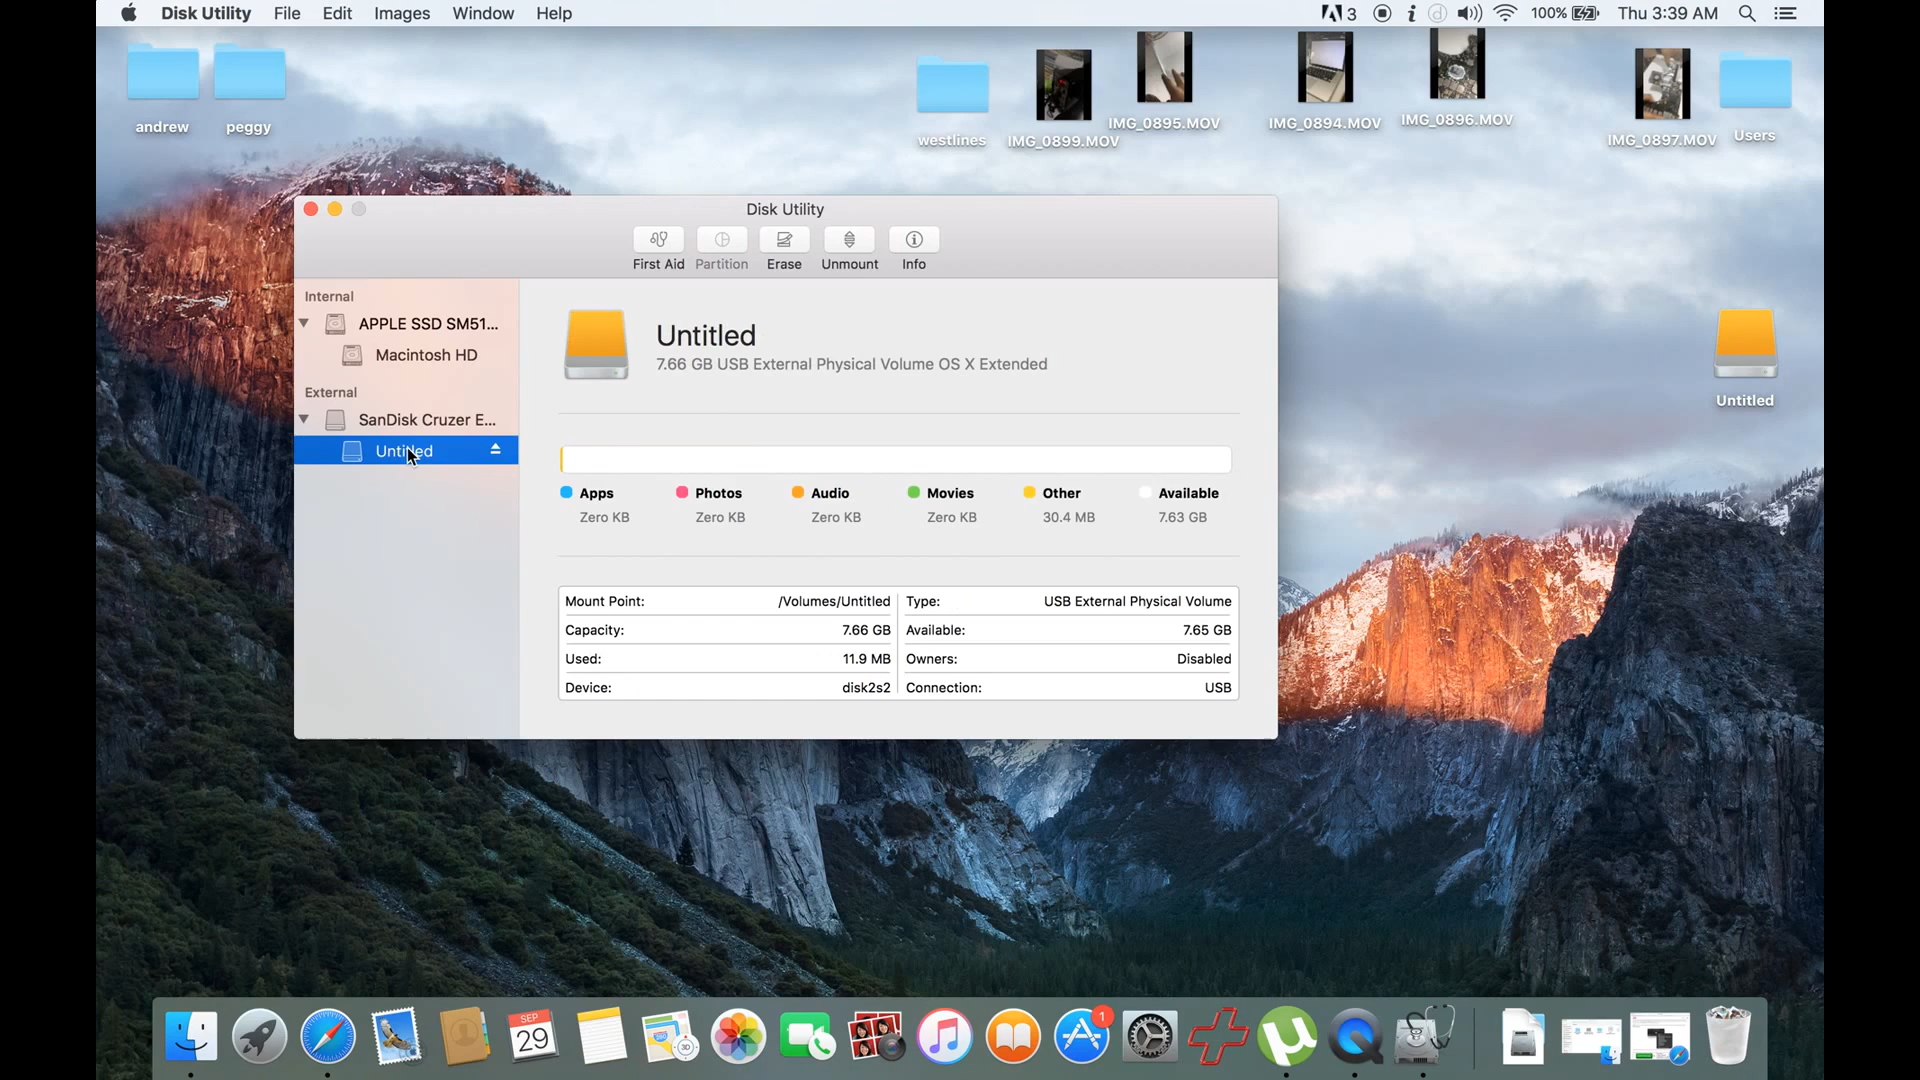 Disk Utility File Edit Images Window Help 3 100% Thu 3:39 AM
andrew
peggy
westlines
IMG_0899.MOV
IMG_0895.MOV
IMG_0894.MOV
IMG_0896.MOV
IMG_0897.MOV
Users
Disk Utility
First Aid Partition Erase Unmount Info
Internal
APPLE SSD SM51...
Macintosh HD
External
SanDisk Cruzer E...
Untitled
Untitled
7.66 GB USB External Physical Volume OS X Extended
Apps Photos Audio Movies Other Available
Zero KB Zero KB Zero KB Zero KB 30.4 MB 7.63 GB
Mount Point: /Volumes/Untitled Type: USB External Physical Volume
Capacity: 7.66 GB Available: 7.65 GB
Used: 11.9 MB Owners: Disabled
Device: disk2s2 Connection: USB
Untitled
SEP
29
1